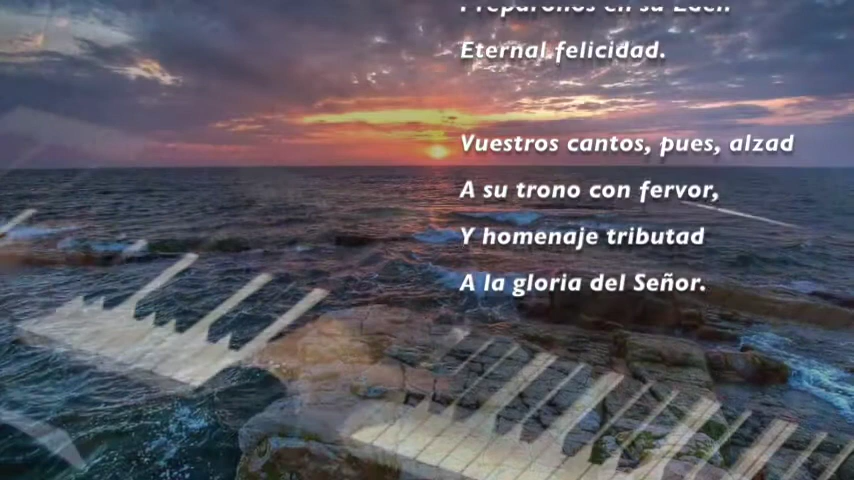 Preparónos en su Edén
Eternal felicidad.
Vuestros cantos, pues, alzad
A su trono con fervor,
Y homenaje tributad
A la gloria del Señor.